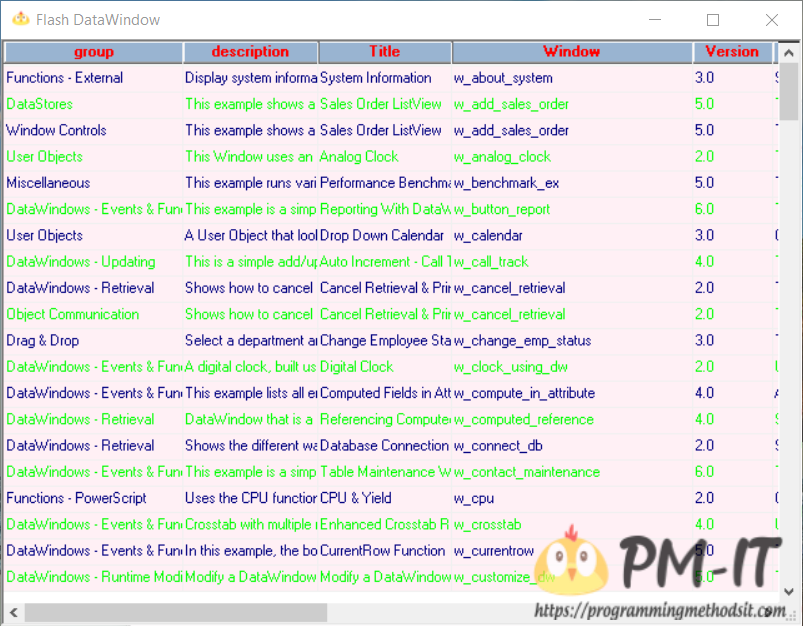 Flash DataWindow
group description Title Window Version
Functions - External Display system informa System Information w_about_system 3.0
DataStores This example shows a Sales Order ListView w_add_sales_order 5.0
Window Controls This example shows a Sales Order ListView w_add_sales_order 5.0
User Objects This Window uses an Analog Clock w_analog_clock 2.0
Miscellaneous This example runs vari Performance Benchma w_benchmark_ex 5.0
DataWindows - Events & Fun This example is a simp Reporting With DataW w_button_report 6.0
User Objects A User Object that lool Drop Down Calendar w_calendar 3.0
DataWindows - Updating This is a simple add/up Auto Increment - Call T w_call_track 4.0
DataWindows - Retrieval Shows how to cancel Cancel Retrieval & Prin w_cancel_retrieval 2.0
Object Communication Shows how to cancel Cancel Retrieval & Prin w_cancel_retrieval 2.0
Drag & Drop Select a department an Change Employee Sta w_change_emp_status 3.0
DataWindows - Events & Fun A digital clock, built us Digital Clock w_clock_using_dw 2.0
DataWindows - Events & Fun This example lists all en Computed Fields in Att w_compute_in_attribute 4.0
DataWindows - Retrieval DataWindow that is a Referencing Compute w_computed_reference 4.0
DataWindows - Retrieval Shows the different wa Database Connection w_connect_db 2.0
DataWindows - Events & Fun This example is a simp Table Maintenance W w_contact_maintenance 6.0
Functions - PowerScript Uses the CPU function CPU & Yield w_cpu 2.0
DataWindows - Events & Fun Crosstab with multiple Enhanced Crosstab R w_crosstab 4.0
DataWindows - Events & Fun In this example, the bo CurrentRow Function w_currentrow 5.0
DataWindows - Runtime Modi Modify a DataWindow Modify a DataWindow w_customize_dw 5.0
PM-IT
https://programmingmethodsit.com